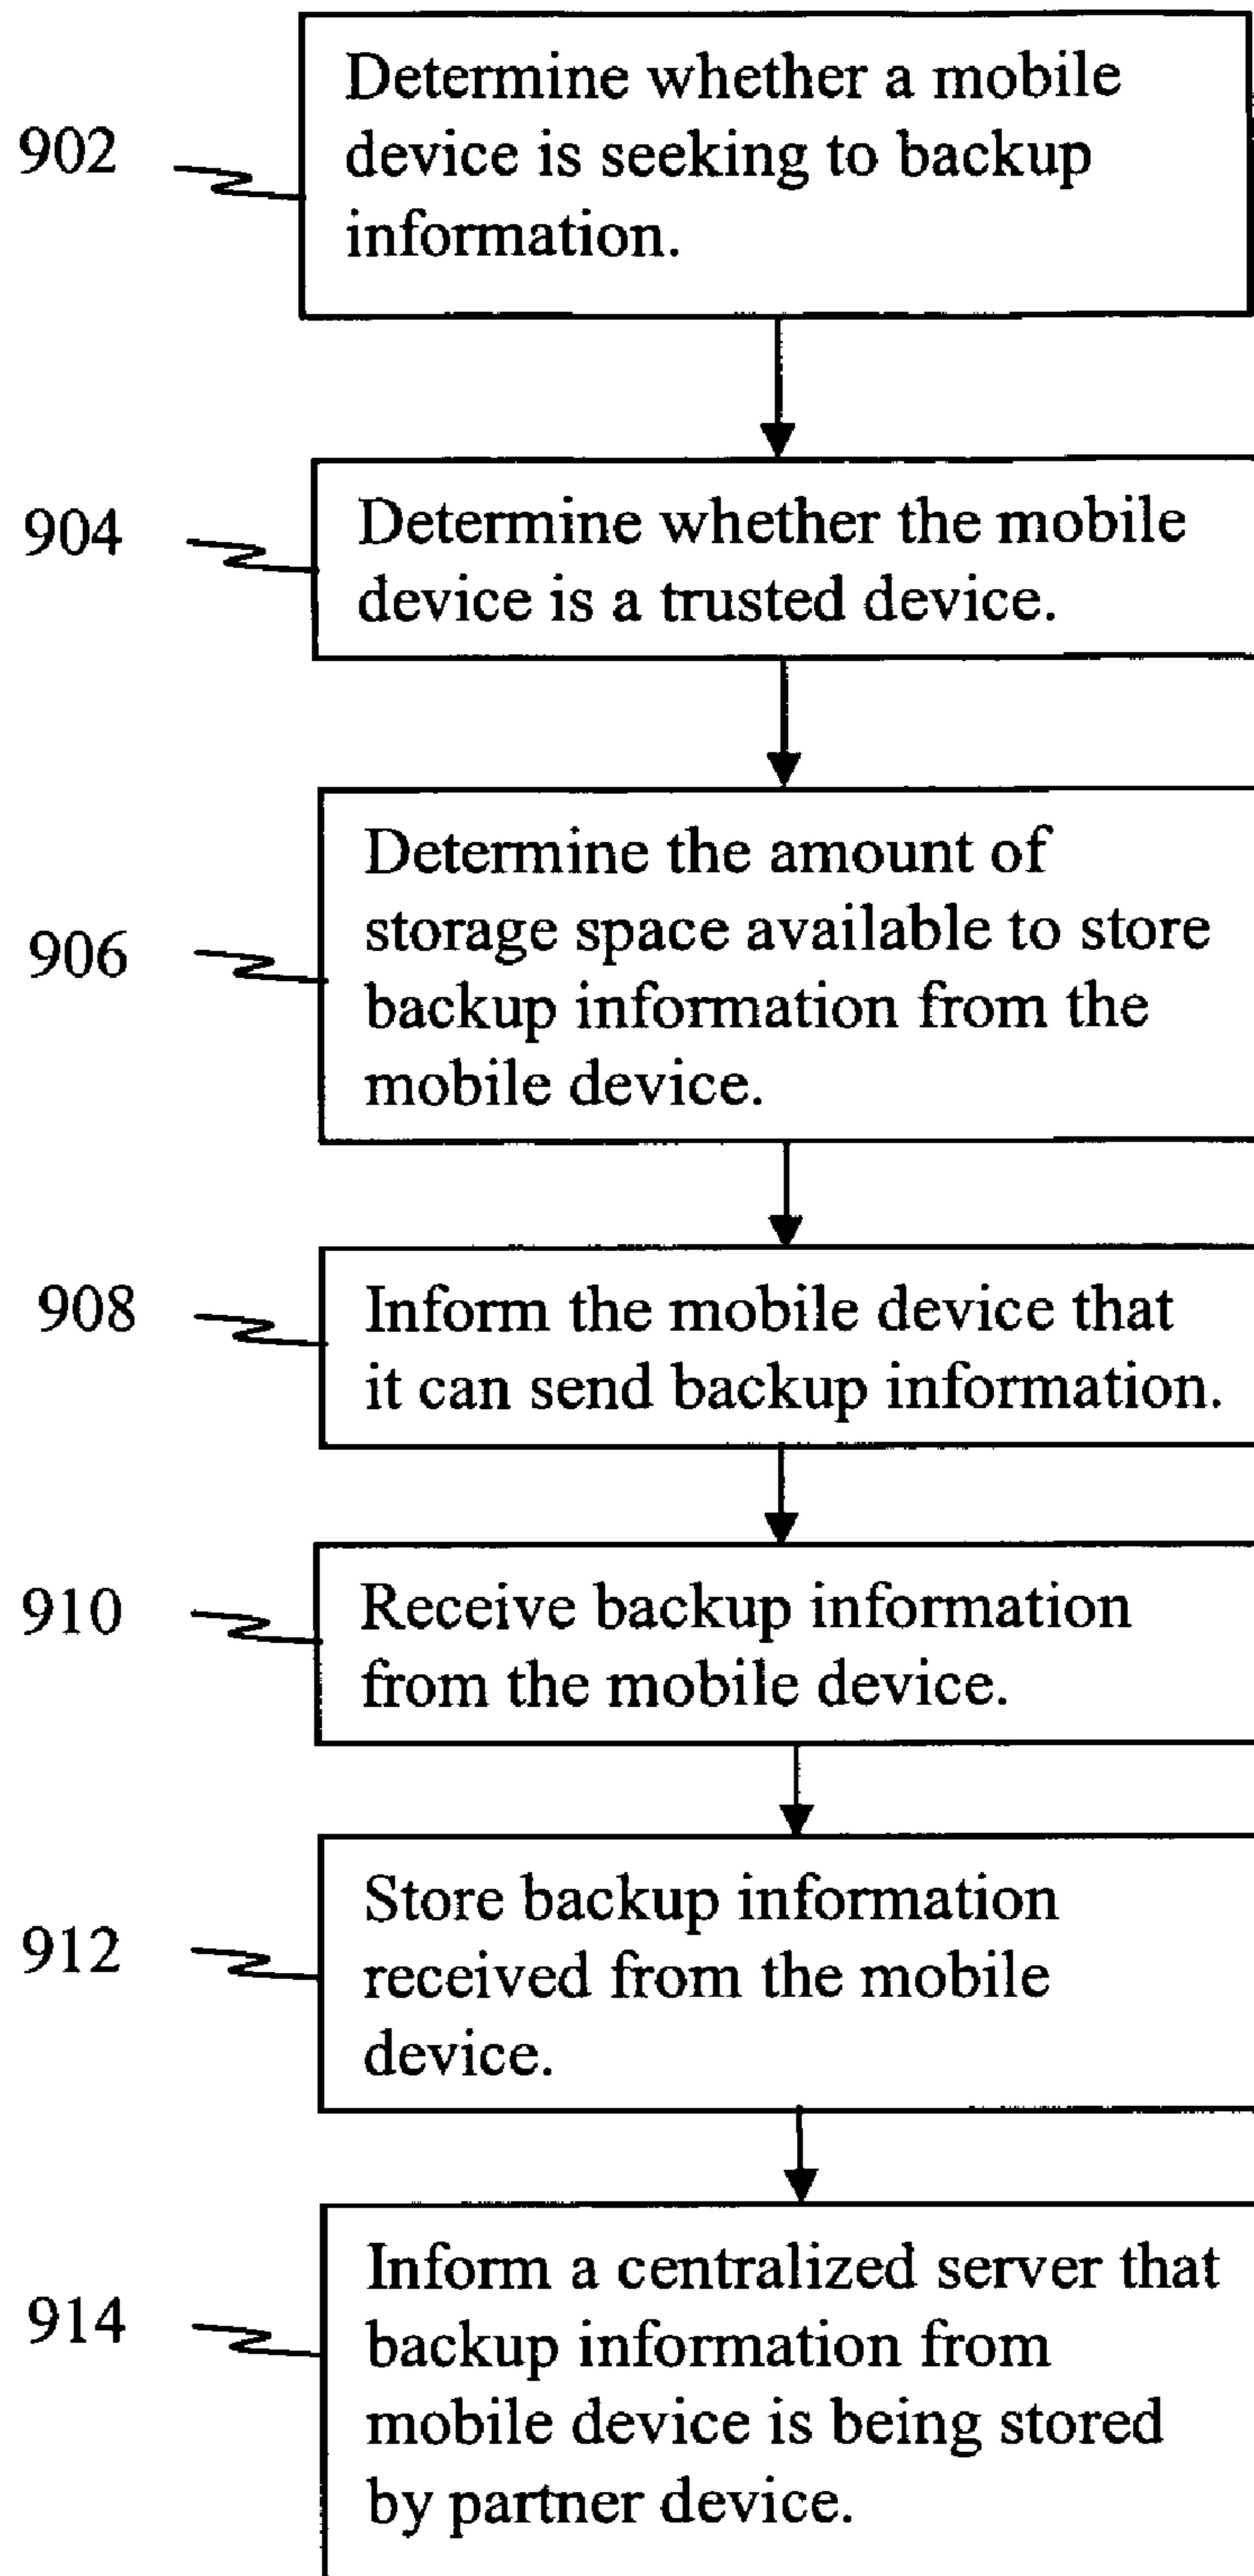 Determine whether a mobile
902
device is seeking to backup
information.
904
Determine whether the mobile
device is a trusted device.
Determine the amount of
storage space available to store
906
backup information from the
mobile device.
908
Inform the mobile device that
it can send backup information.
910
Receive backup information
from the mobile device.
Store backup information
912
received from the mobile
device.
Inform a centralized server that
914
backup information from
mobile device is being stored
by partner device.